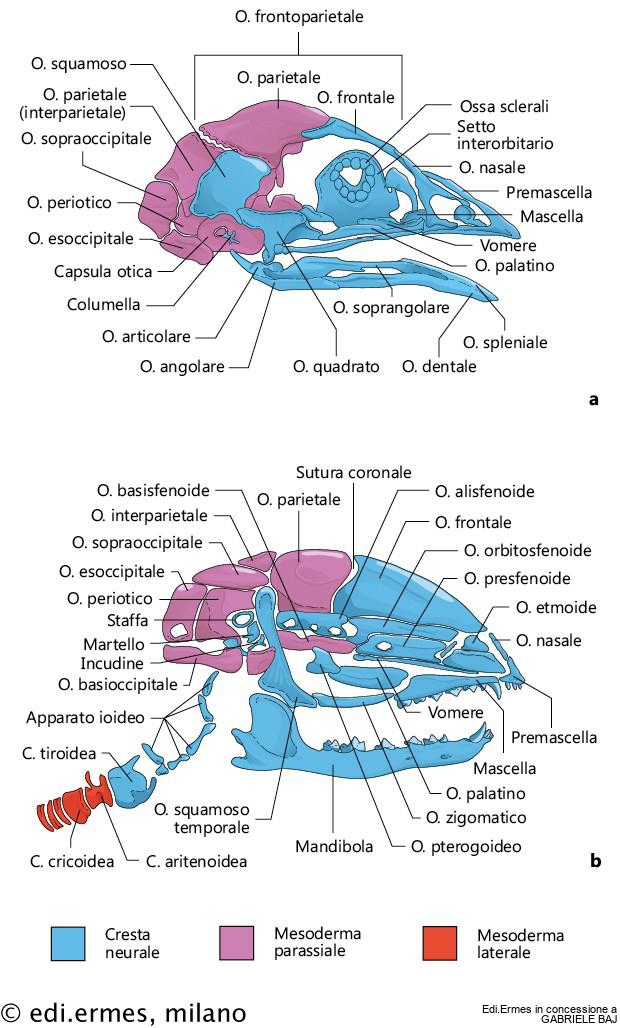 O. frontoparietale
O. squamoso
O. parietale
O. parietale
(interparietale)
O. frontale
Ossa sclerali
O. sopraoccipitale
Setto
interorbitario
O. nasale
O. periotico
Premascella
Mascella
O. esoccipitale
Vomere
Capsula otica
O. palatino
Columella
O. soprangolare
O. articolare
O. spleniale
O. angolare
O. quadrato
O. dentale
a
Sutura coronale
O. basisfenoide
O. parietale
O. alisfenoide
O. interparietale
O. frontale
O. sopraoccipitale
O. orbitosfenoide
O. esoccipitale
O. presfenoide
O. periotico
O. etmoide
Staffa
O. nasale
Martello
Incudine
O. basioccipitale
Apparato ioideo
Vomere
Premascella
C. tiroidea
Mascella
O. palatino
O. squamoso
temporale
O. zigomatico
Mandibola
O. pterogoideo
C. cricoidea
C. aritenoidea
b
Cresta
neurale
Mesoderma
parassiale
Mesoderma
laterale
© edi.ermes, milano
Edi.Ermes in concessione a
GABRIELE BAJ